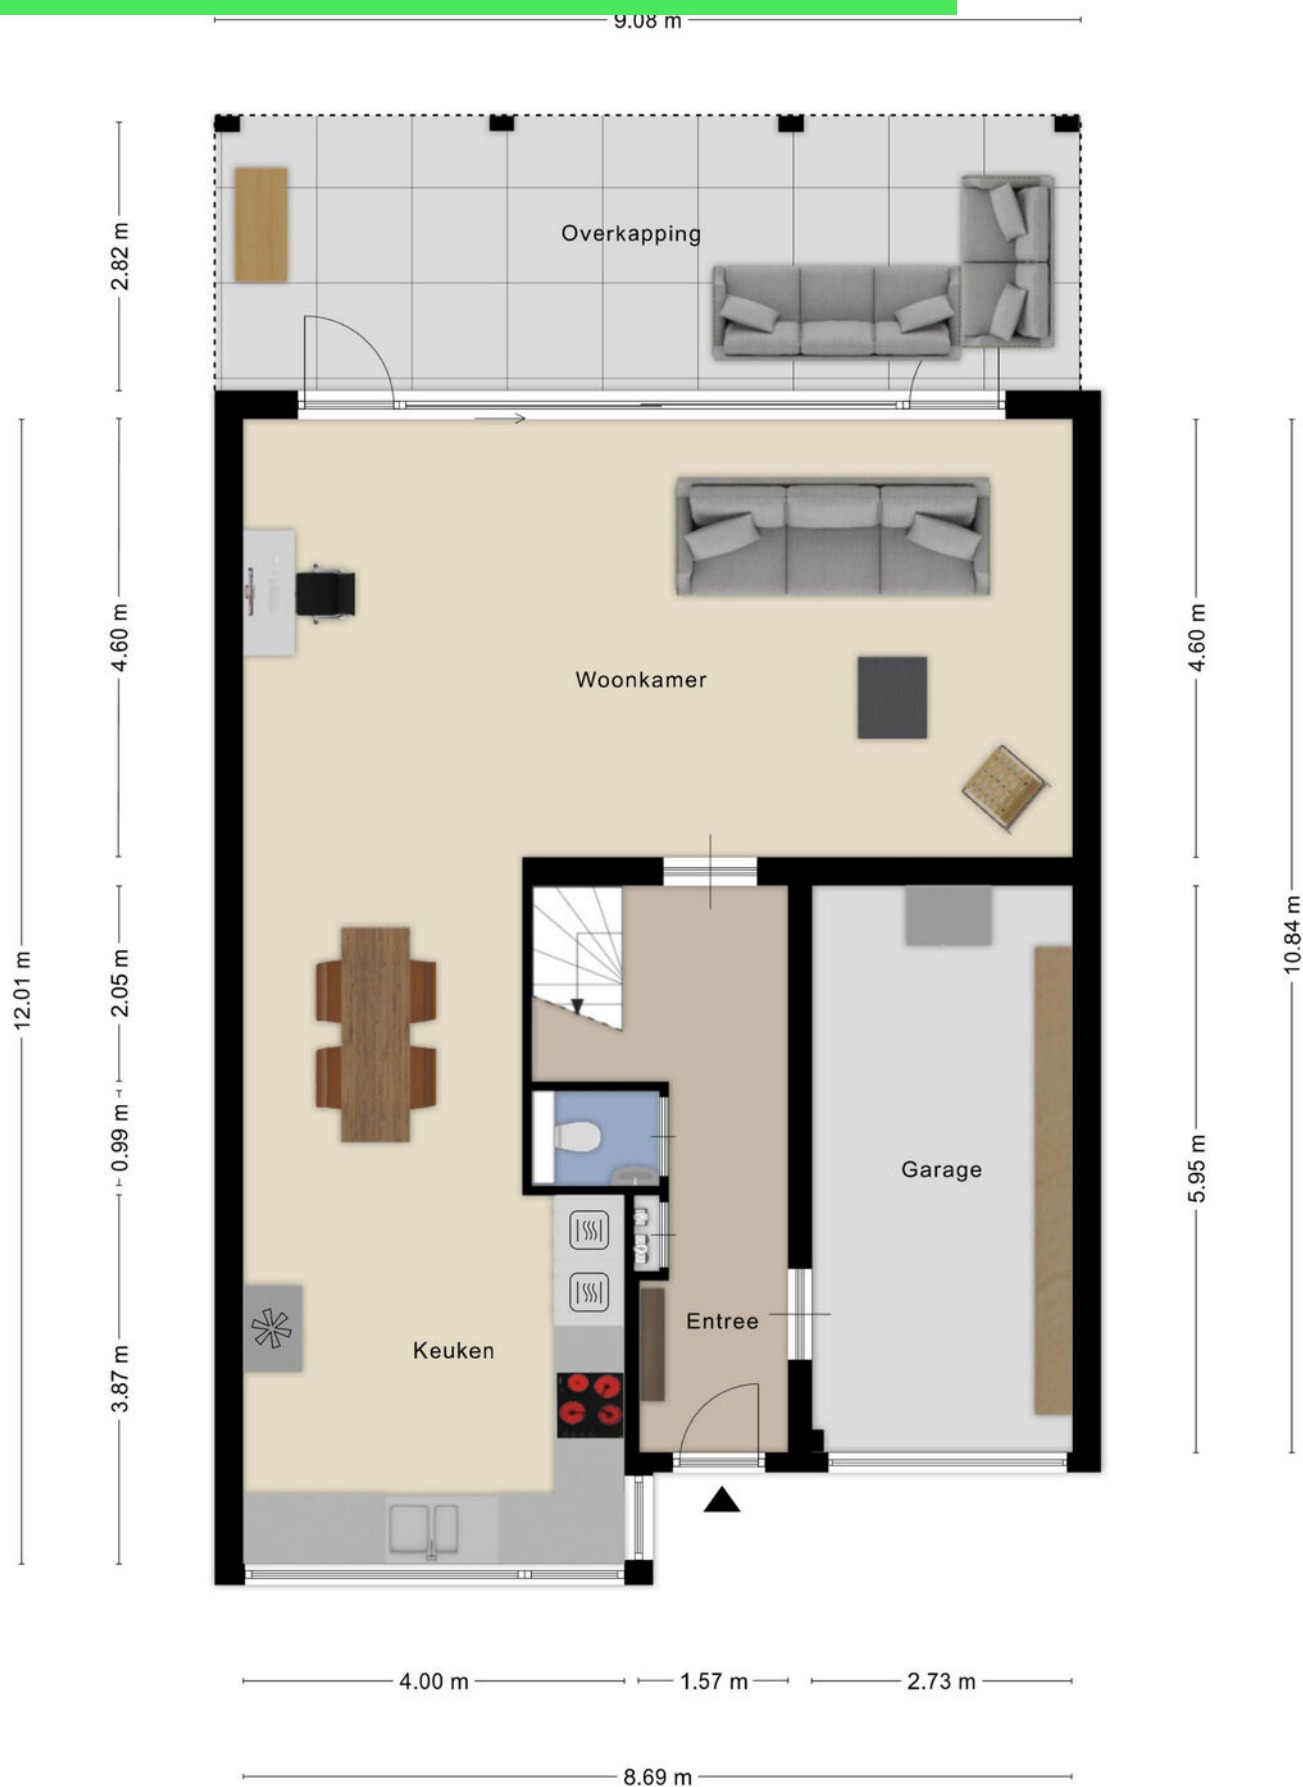 9.08 m
2.82 m
Overkapping
4.60 m
4.60 m
Woonkamer
12.01 m
2.05 m
10.84 m
0.99 m
5.95 m
Garage
Entree
Keuken
3.87 m
4.00 m
1.57 m
2.73 m
8.69 m